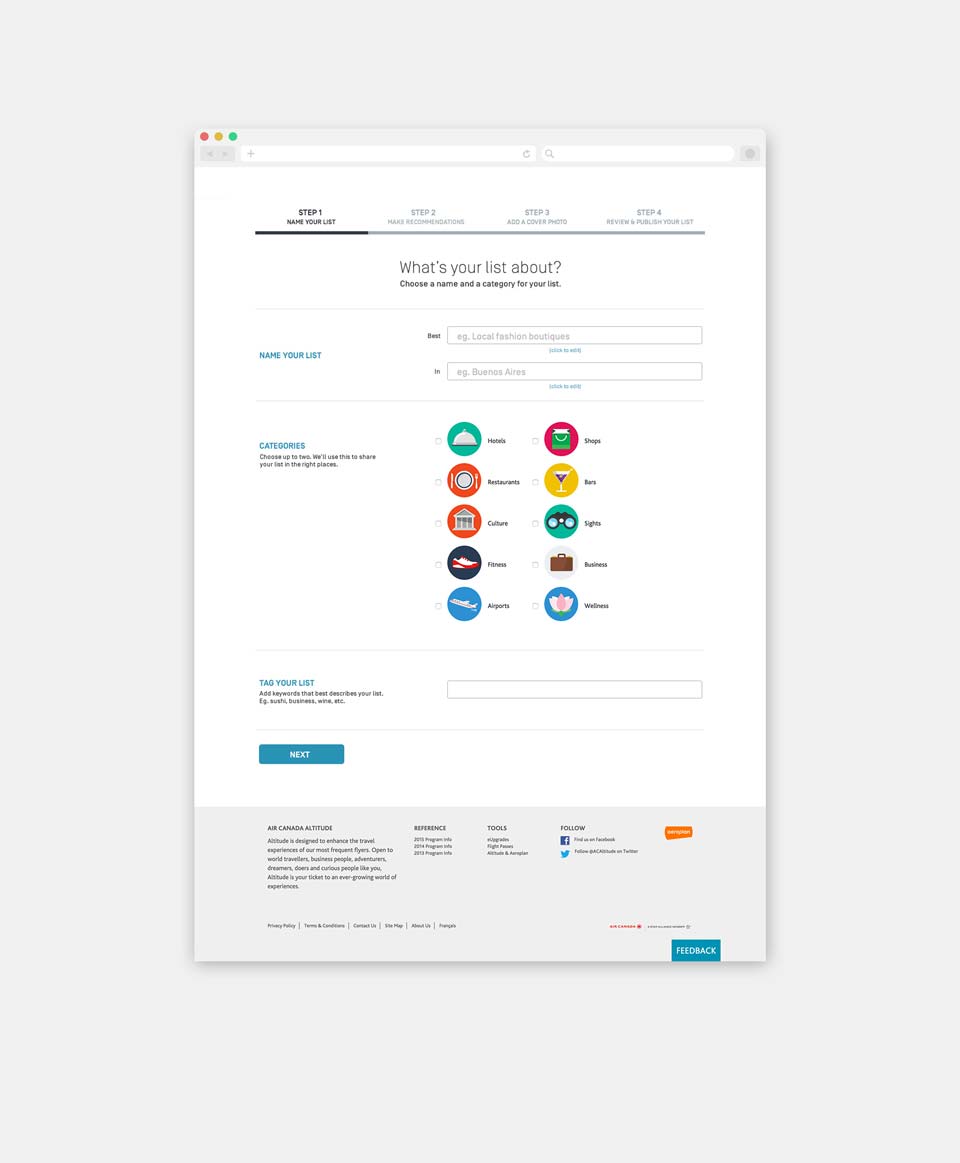 STEP 1
NAME YOUR LIST
STEP 2
MAKE RECOMMENDATIONS
STEP 3
ADD A COVER PHOTO
STEP 4
REVIEW & PUBLISH YOUR LIST
What's your list about?
Choose a name and a category for your list.
NAME YOUR LIST
Best
eg. Local fashion boutiques
(click to edit)
In
eg. Buenos Aires
(click to edit)
CATEGORIES
Choose up to two. We'll use this to share
your list in the right places.
Hotels
Shops
Restaurants
Bars
Culture
Sights
Fitness
Business
Airports
Wellness
TAG YOUR LIST
Add keywords that best describes your list.
Eg. sushi, business, wine, etc.
NEXT
AIR CANADA ALTITUDE
Altitude is designed to enhance the travel
experiences of our most frequent flyers. Open to
world travellers, business people, adventurers,
dreamers, doers and curious people like you,
Altitude is your ticket to an ever-growing world of
experiences.
REFERENCE
2015 Program Info
2014 Program Info
2013 Program Info
TOOLS
eUpgrades
Flight Passes
Altitude & Aeroplan
FOLLOW
Find us on Facebook
Follow @ACAltitude on Twitter
aeroplan
Privacy Policy | Terms & Conditions | Contact Us | Site Map | About Us | Français
AIR CANADA
A STAR ALLIANCE MEMBER
FEEDBACK